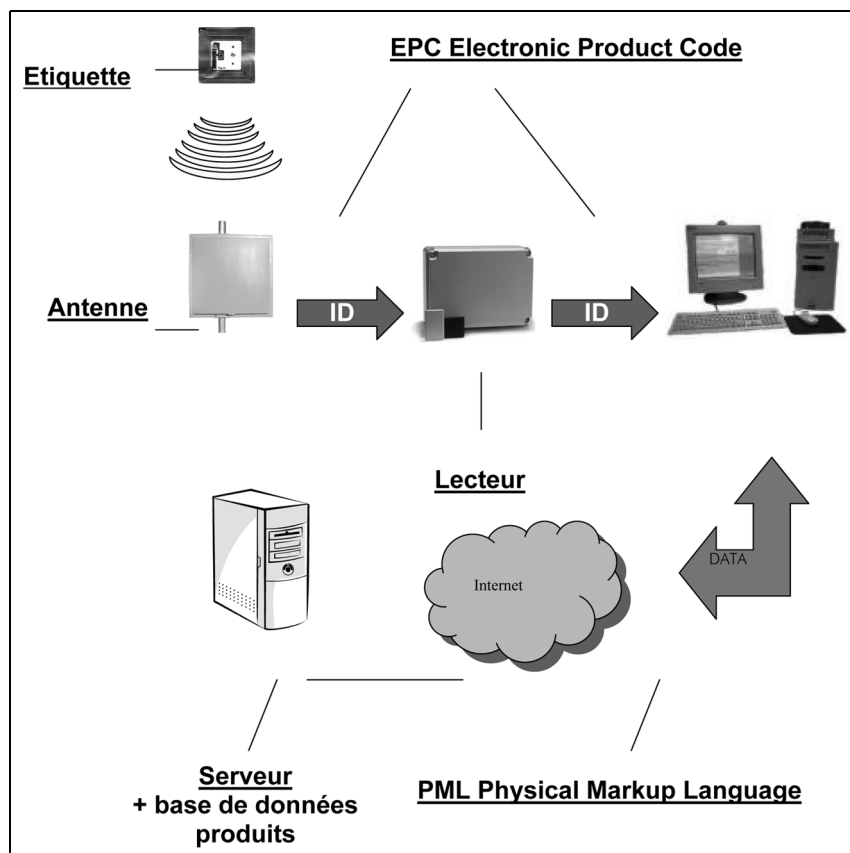 EPC Electronic Product Code
Etiquette
Antenne
ID
ID
Lecteur
Internet
DATA
Serveur
+ base de données
produits
PML Physical Markup Language